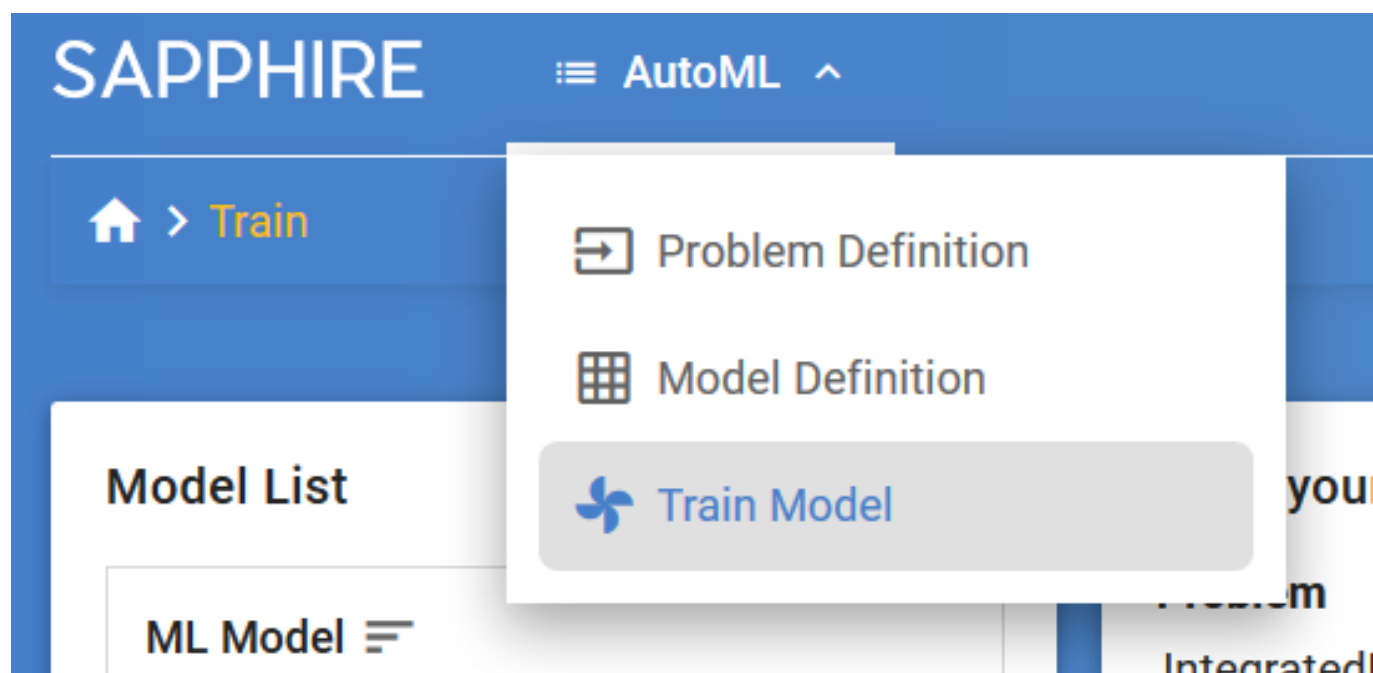 SAPPHIRE AutoML
Train
Problem Definition
Model Definition
Train Model
Model List
ML Model